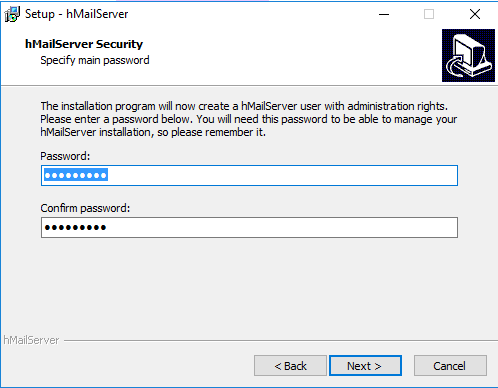 Setup - hMailServer
hMailServer Security
Specify main password
The installation program will now create a hMailServer user with administration rights.
Please enter a password below. You will need this password to be able to manage your
hMailServer installation, so please remember it.
Password:
●●●●●●●●●
Confirm password:
●●●●●●●●●
hMailServer
< Back
Next >
Cancel